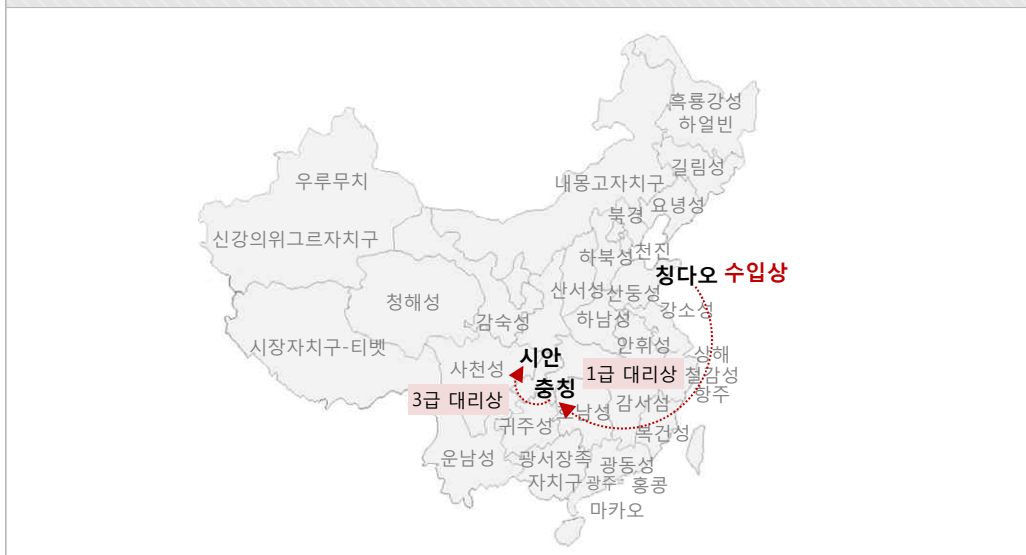 흑룡강성
하얼빈
길림성
우루무치
내몽고자치구
북경
요녕성
신강의위그르자치구
하북성
천진
칭다오 수입상
청해성
산서성
산둥성
감숙성
하남성
강소성
시장자치구-티벳
안휘성
시안
상해
사천성
1급 대리상
철감성
충칭
항주
3급 대리상
감서섬
귀주성
복건성
운남성
광서장족
자치구
광동성
광주
홍콩
마카오